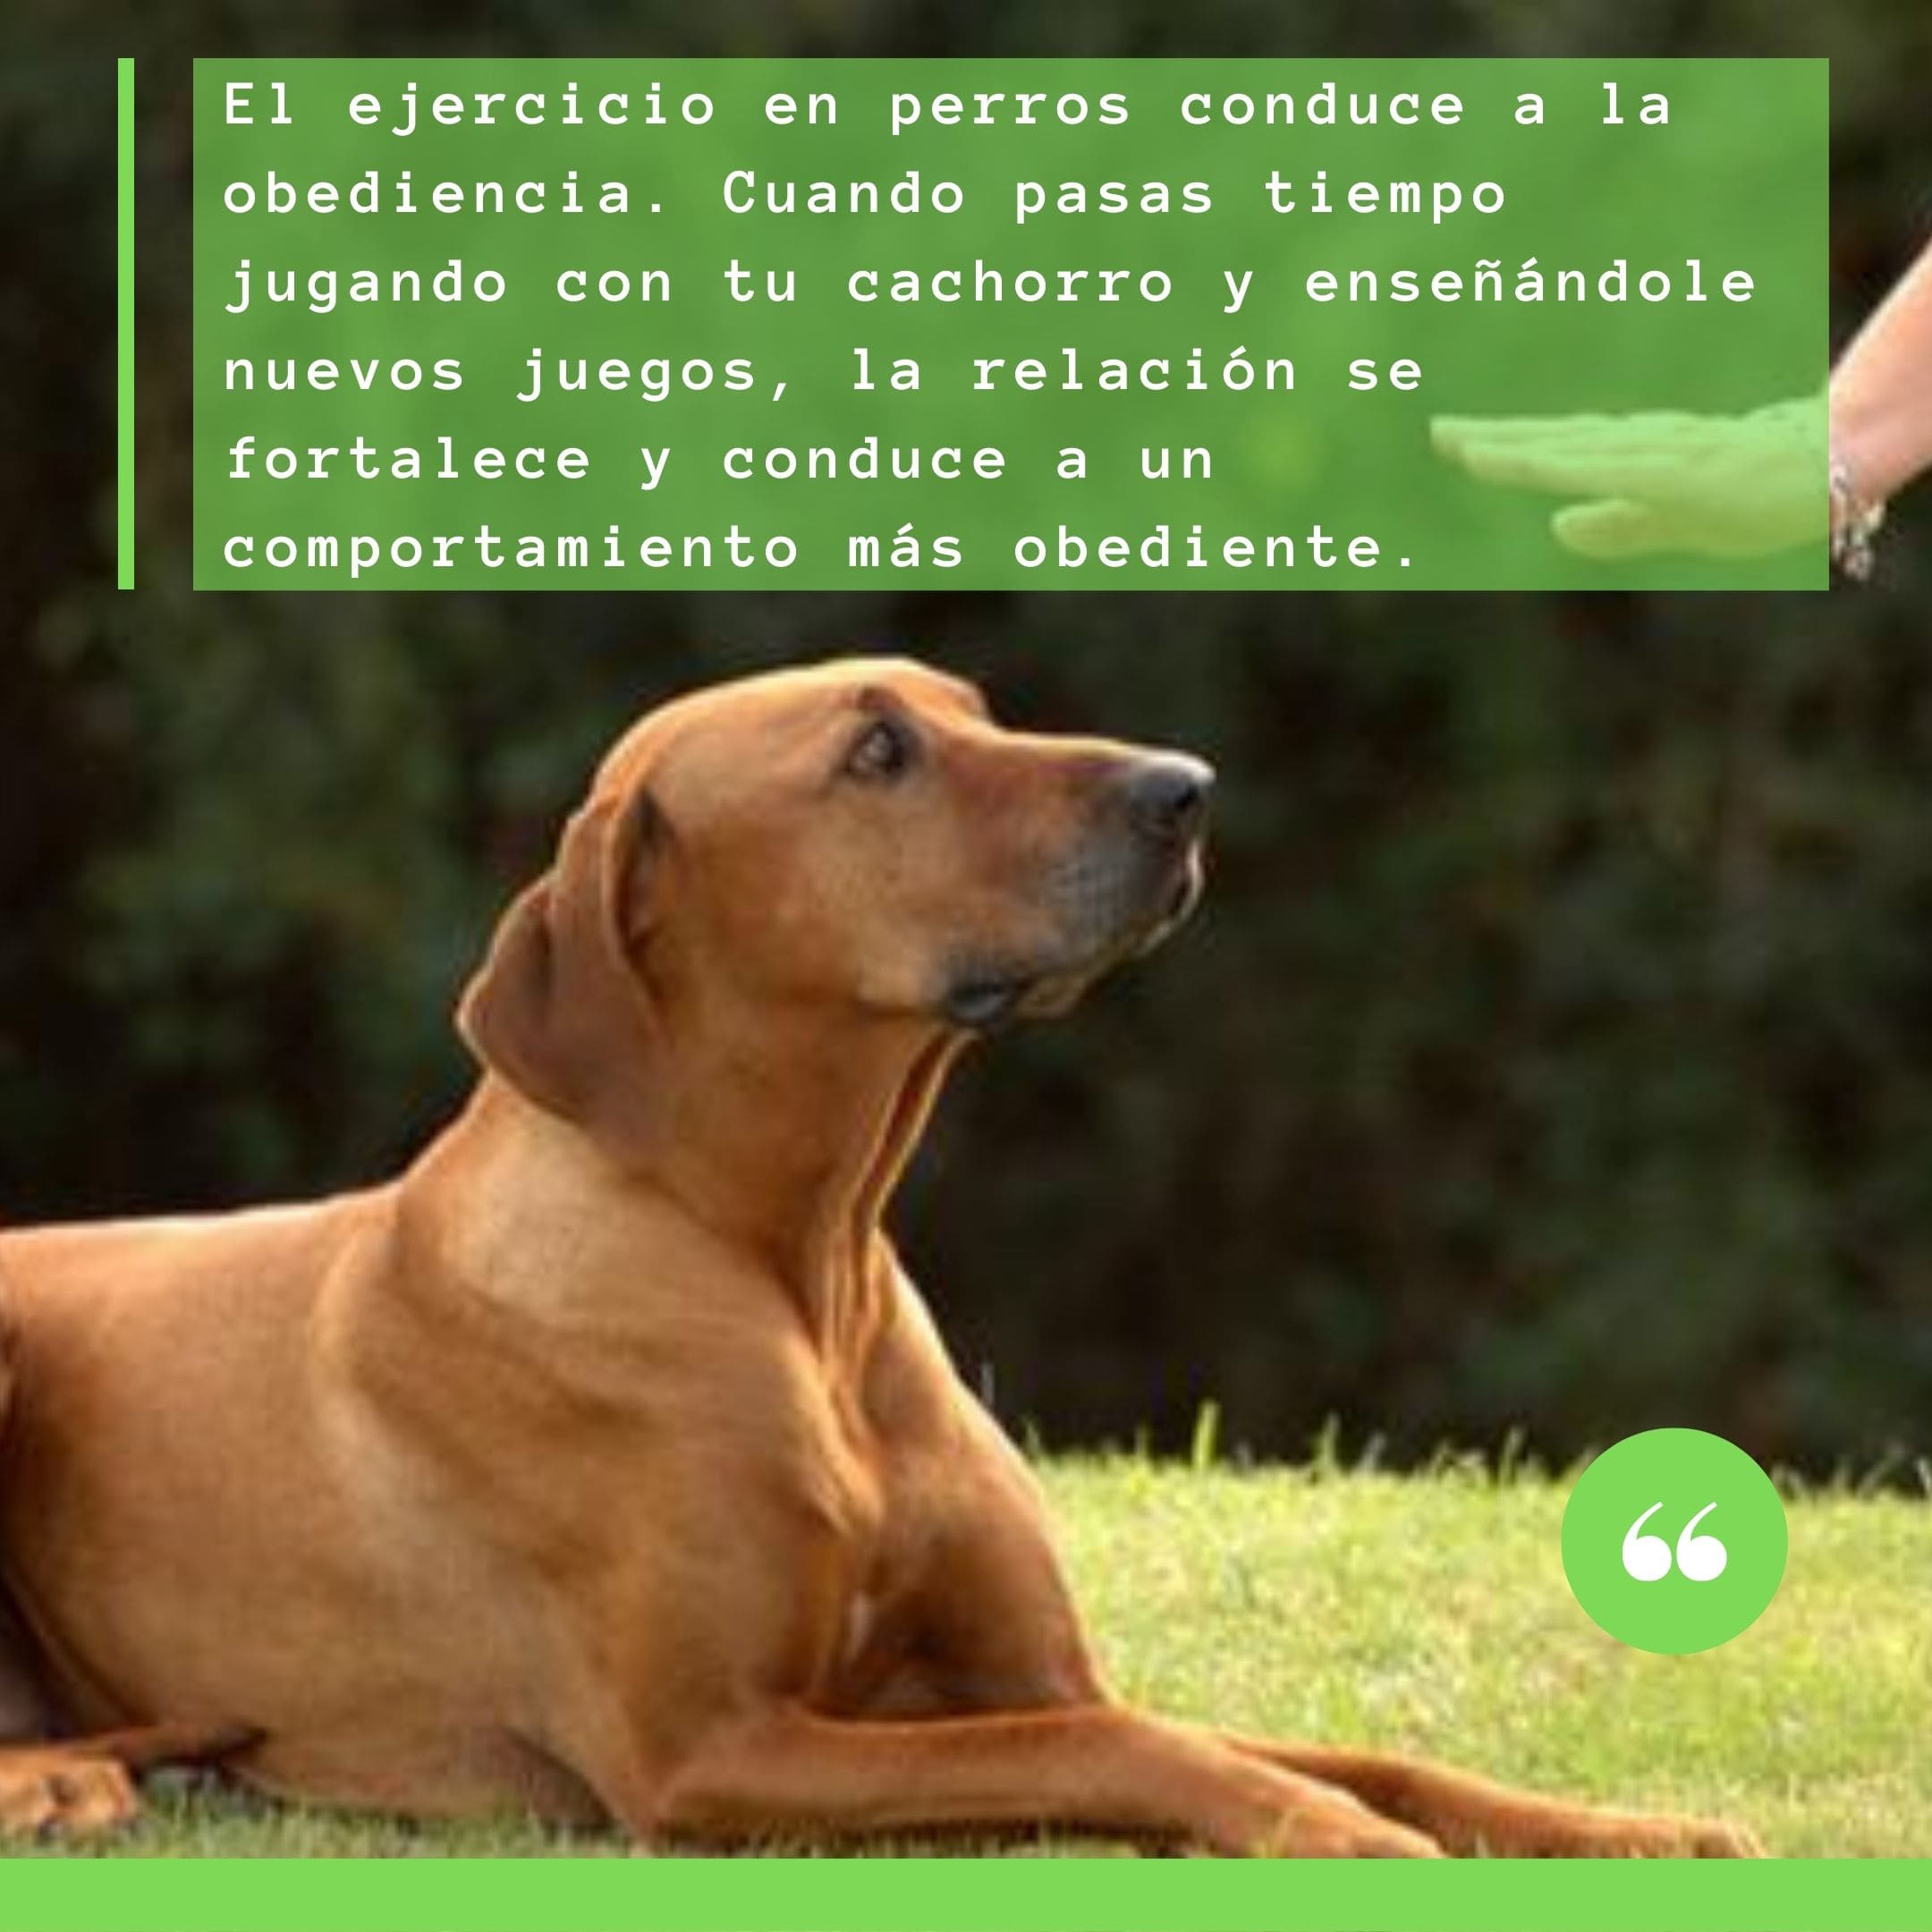 El ejercicio en perros conduce a la
obediencia. Cuando pasas tiempo
jugando con tu cachorro y enseñándole
nuevos juegos, la relación se
fortalece y conduce a un
comportamiento más obediente.
“